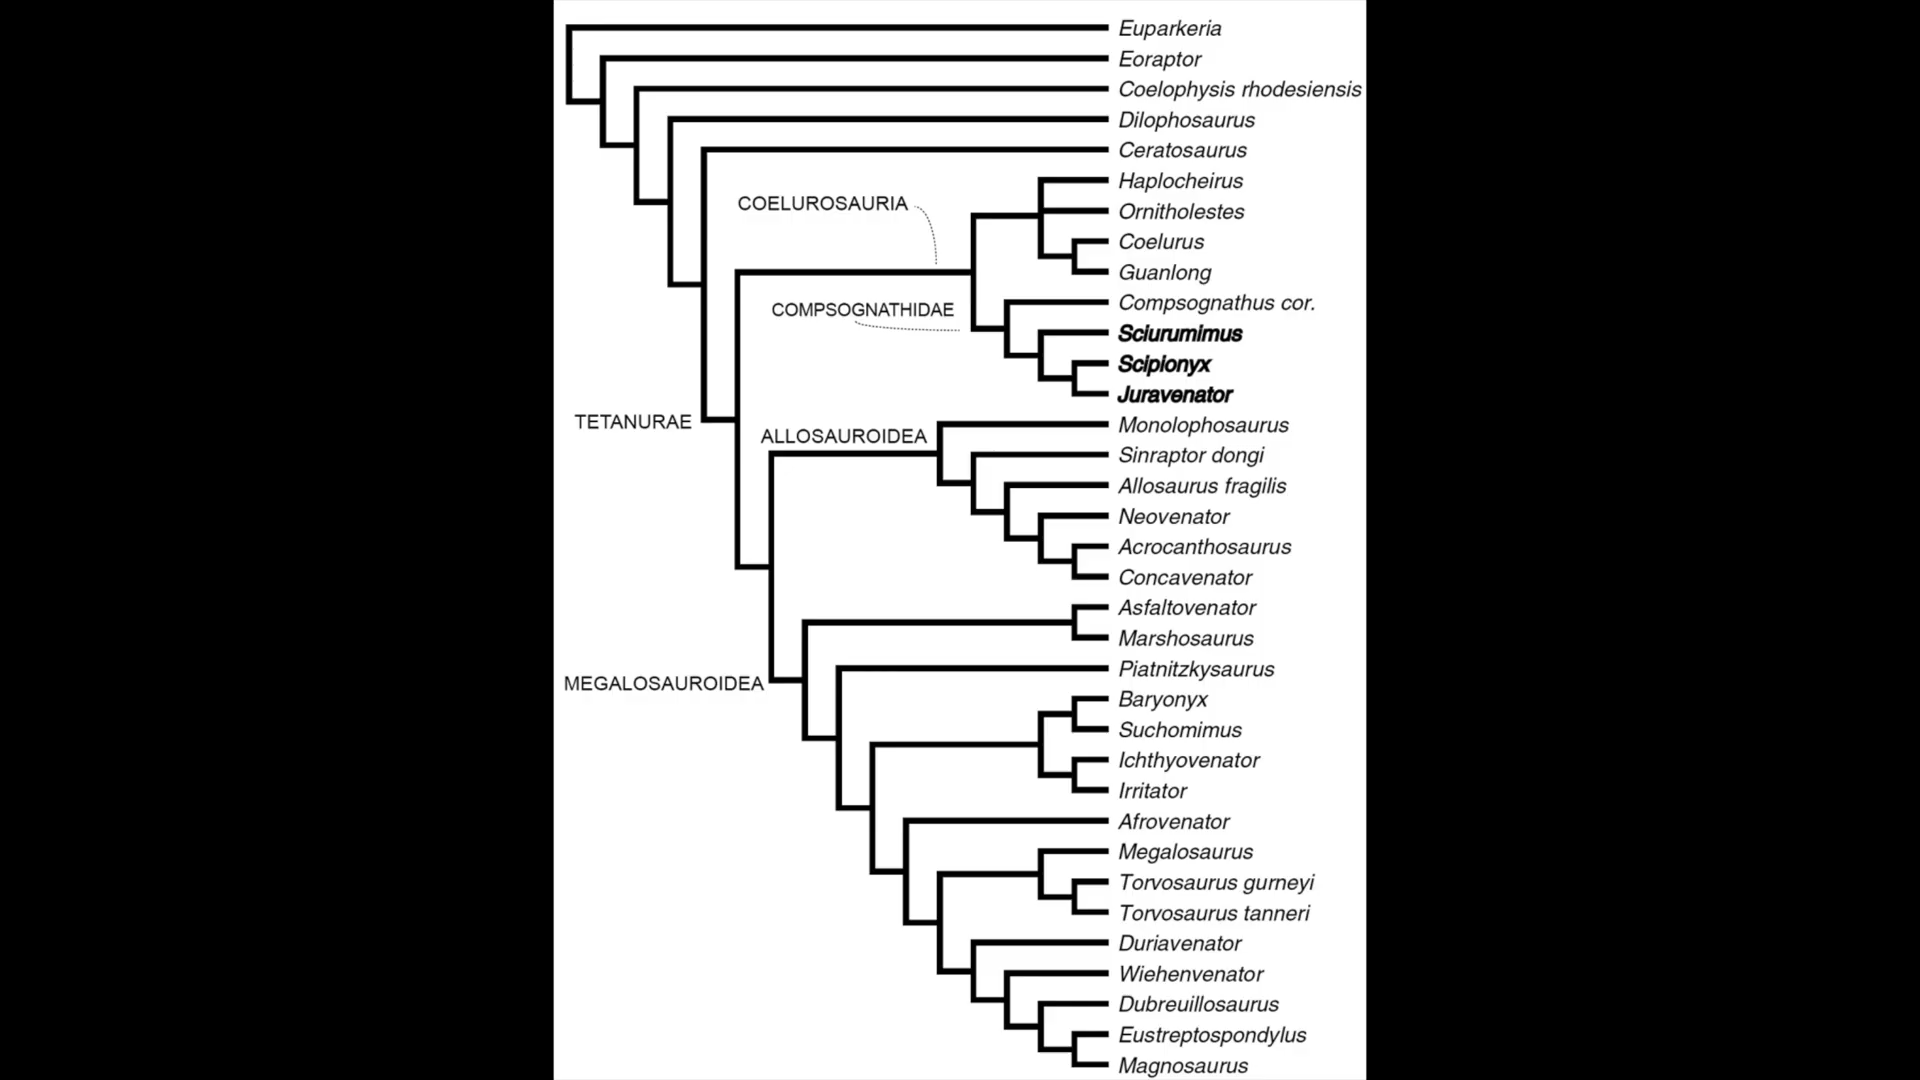 Euparkeria
Eoraptor
Coelophysis rhodesiensis
Dilophosaurus
Ceratosaurus
Haplocheirus
COELUROSAURIA
Ornitholestes
Coelurus
Guanlong
Compsognathus cor.
COMPSOGNATHIDAE
Sciurumimus
Scipionyx
Juravenator
TETANURAE
Monolophosaurus
ALLOSAUROIDEA
Sinraptor dongi
Allosaurus fragilis
Neovenator
Acrocanthosaurus
Concavenator
Asfaltovenator
Marshosaurus
Piatnitzkysaurus
MEGALOSAUROIDEA
Baryonyx
Suchomimus
Ichthyovenator
Irritator
Afrovenator
Megalosaurus
Torvosaurus gurneyi
Torvosaurus tanneri
Duriavenator
Wiehenvenator
Dubreuillosaurus
Eustreptospondylus
Magnosaurus